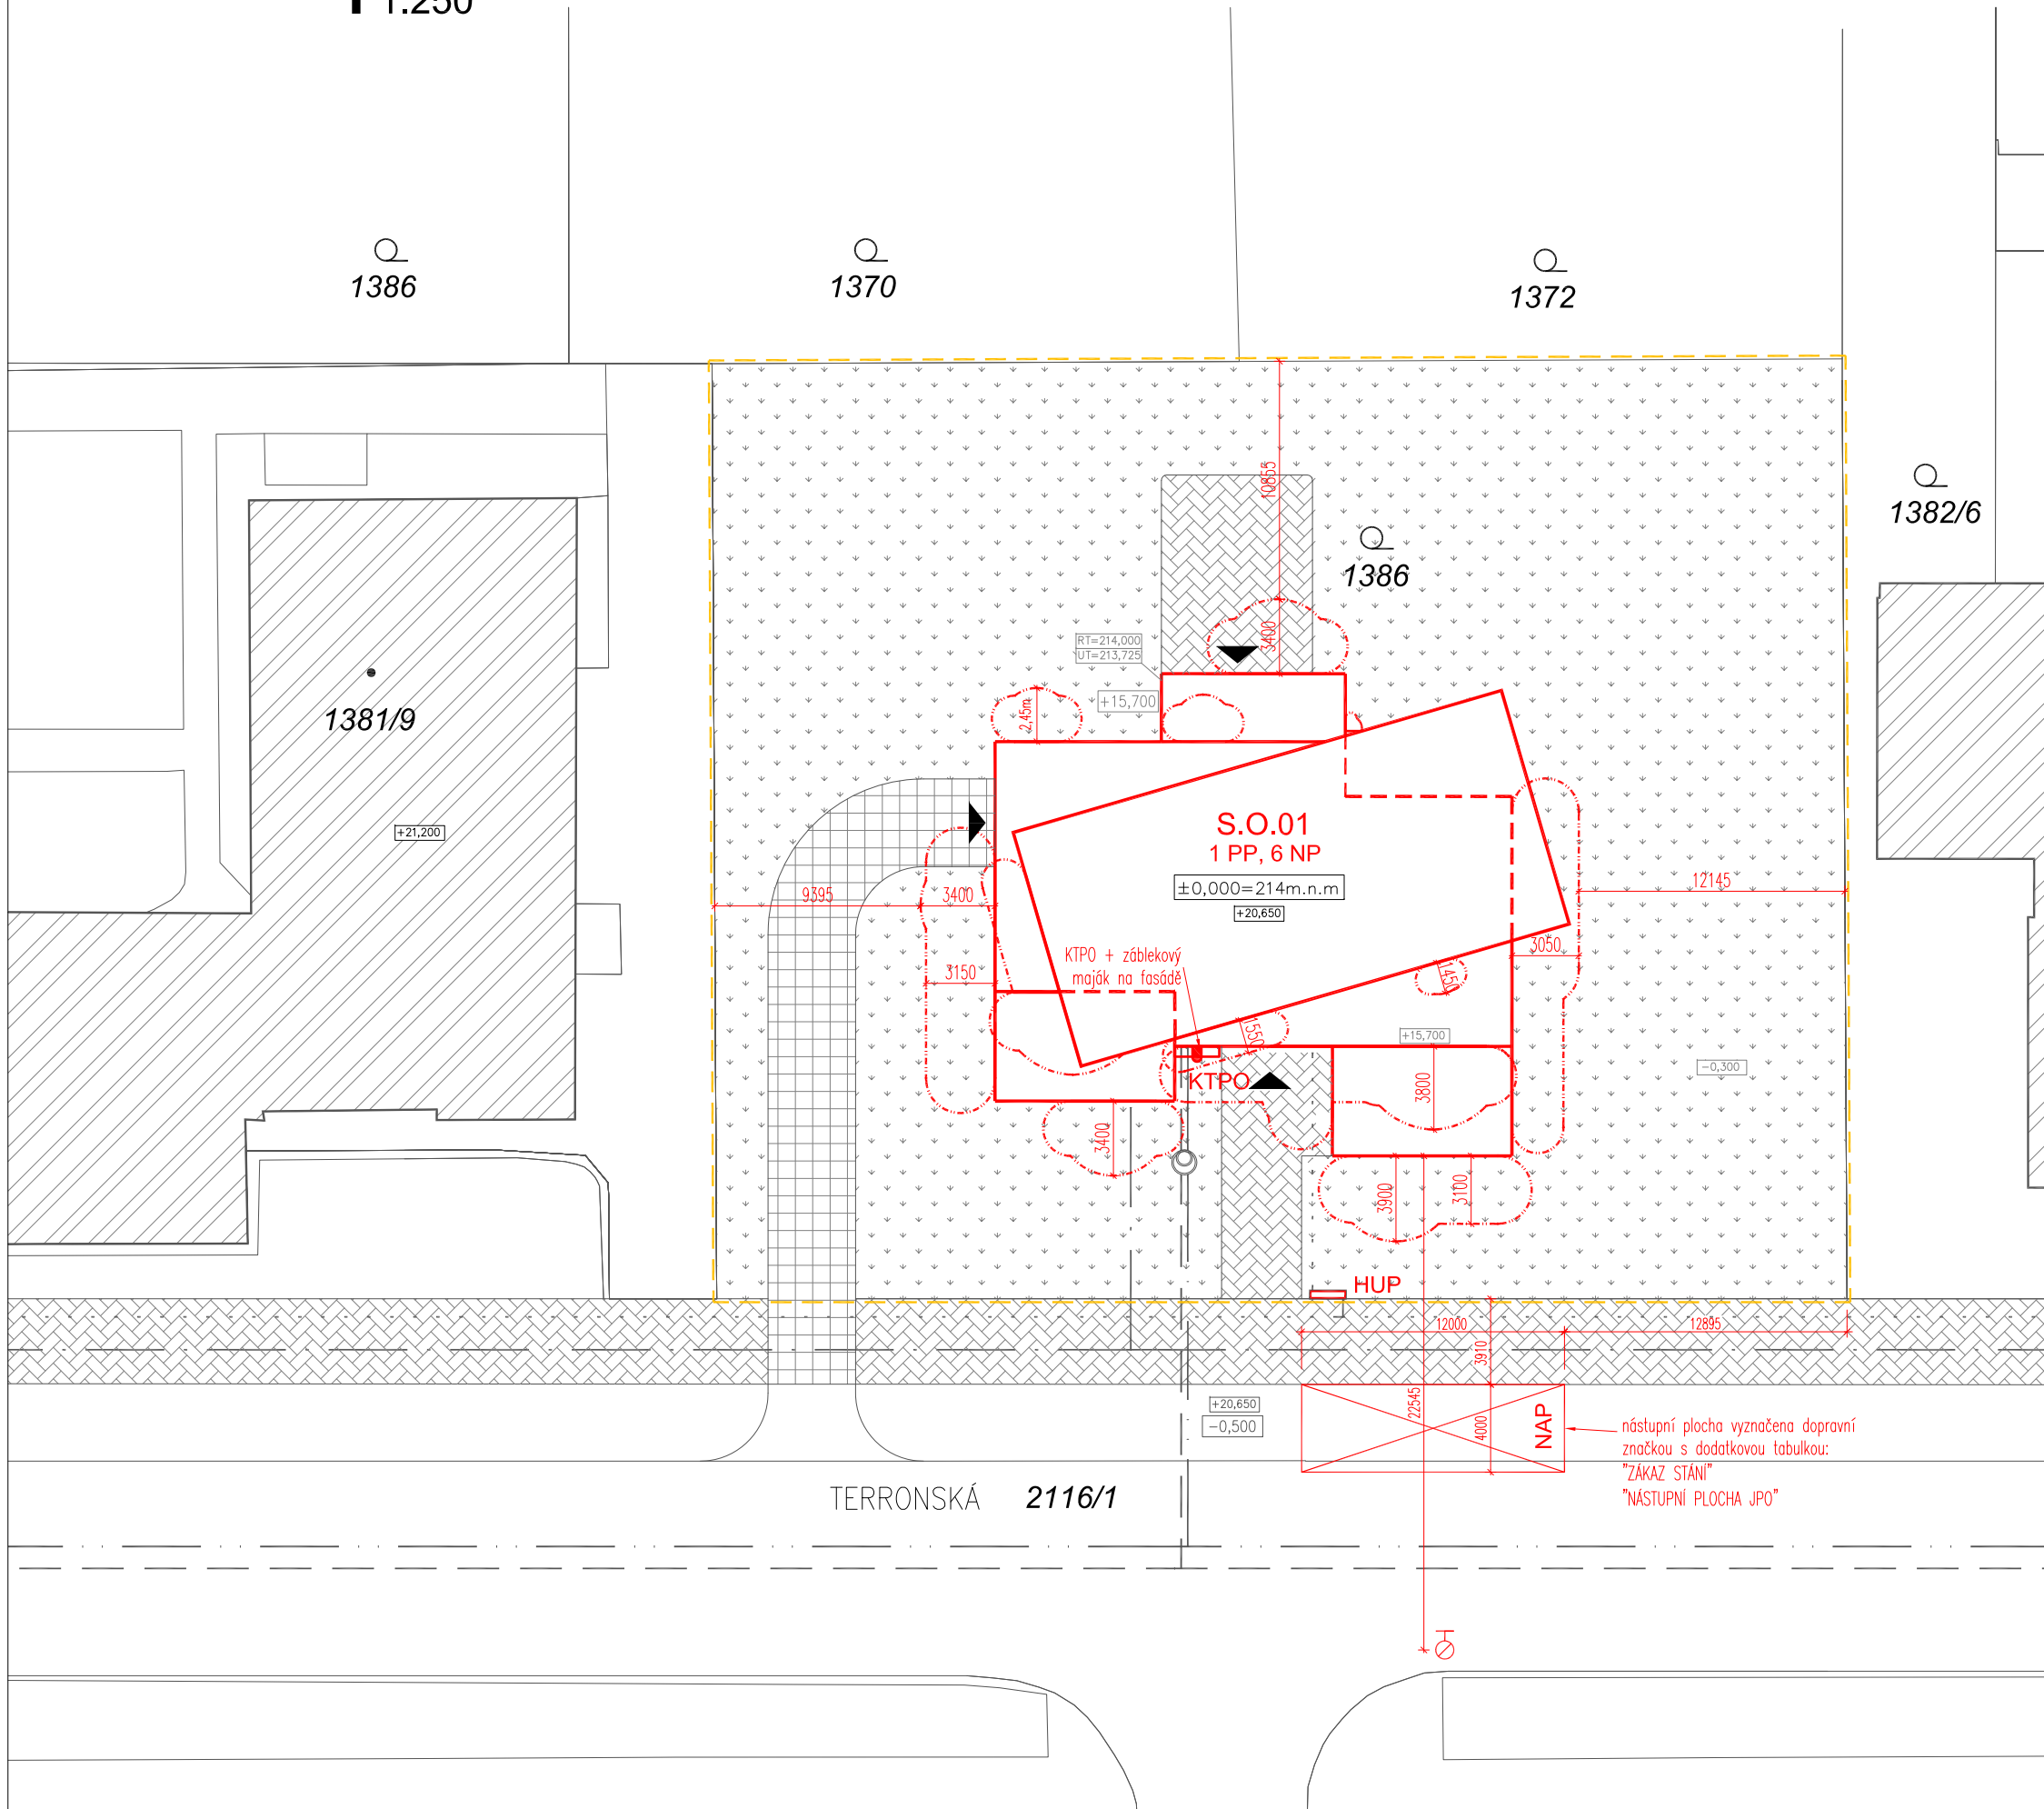 1:250
1386
1370
1372
1382/6
10865
1386
3400
RT=214,000
UT=213,725
+15,700
2,45m
1381/9
+21,200
S.O.01
1 PP, 6 NP
±0,000=214m.n.m
+20,650
9395
3400
12145
3050
3150
KTPO + záblekový
maják na fasádě
1450
1550
+15,700
-0,300
KTPO
3800
3400
3900
3100
HUP
12000
12895
3910
22545
4000
NAP
+20,650
-0,500
nástupní plocha vyznačena dopravní
značkou s dodatkovou tabulkou:
"ZÁKAZ STÁNÍ"
"NÁSTUPNÍ PLOCHA JPO"
TERRONSKÁ 2116/1